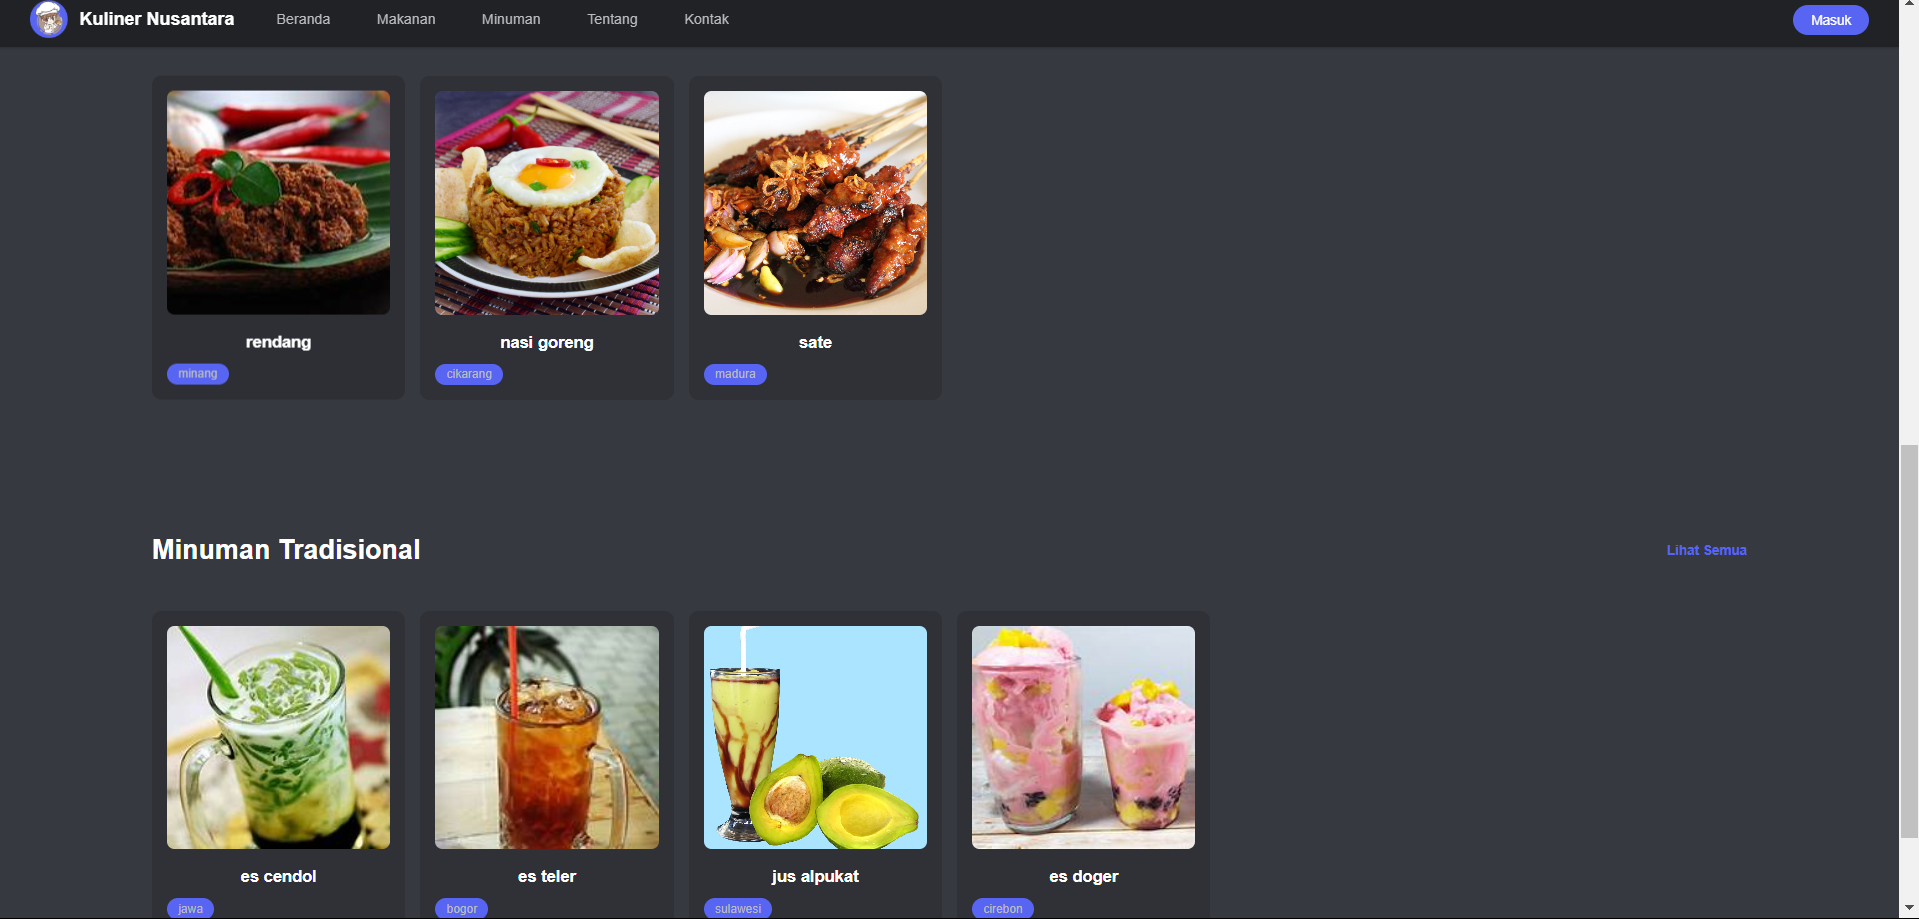 Kuliner Nusantara
Beranda
Makanan
Minuman
Tentang
Kontak
Masuk
rendang
nasi goreng
sate
minang
cikarang
madura
Minuman Tradisional
Lihat Semua
es cendol
es teler
jus alpukat
es doger
jawa
bogor
sulawesi
cirebon